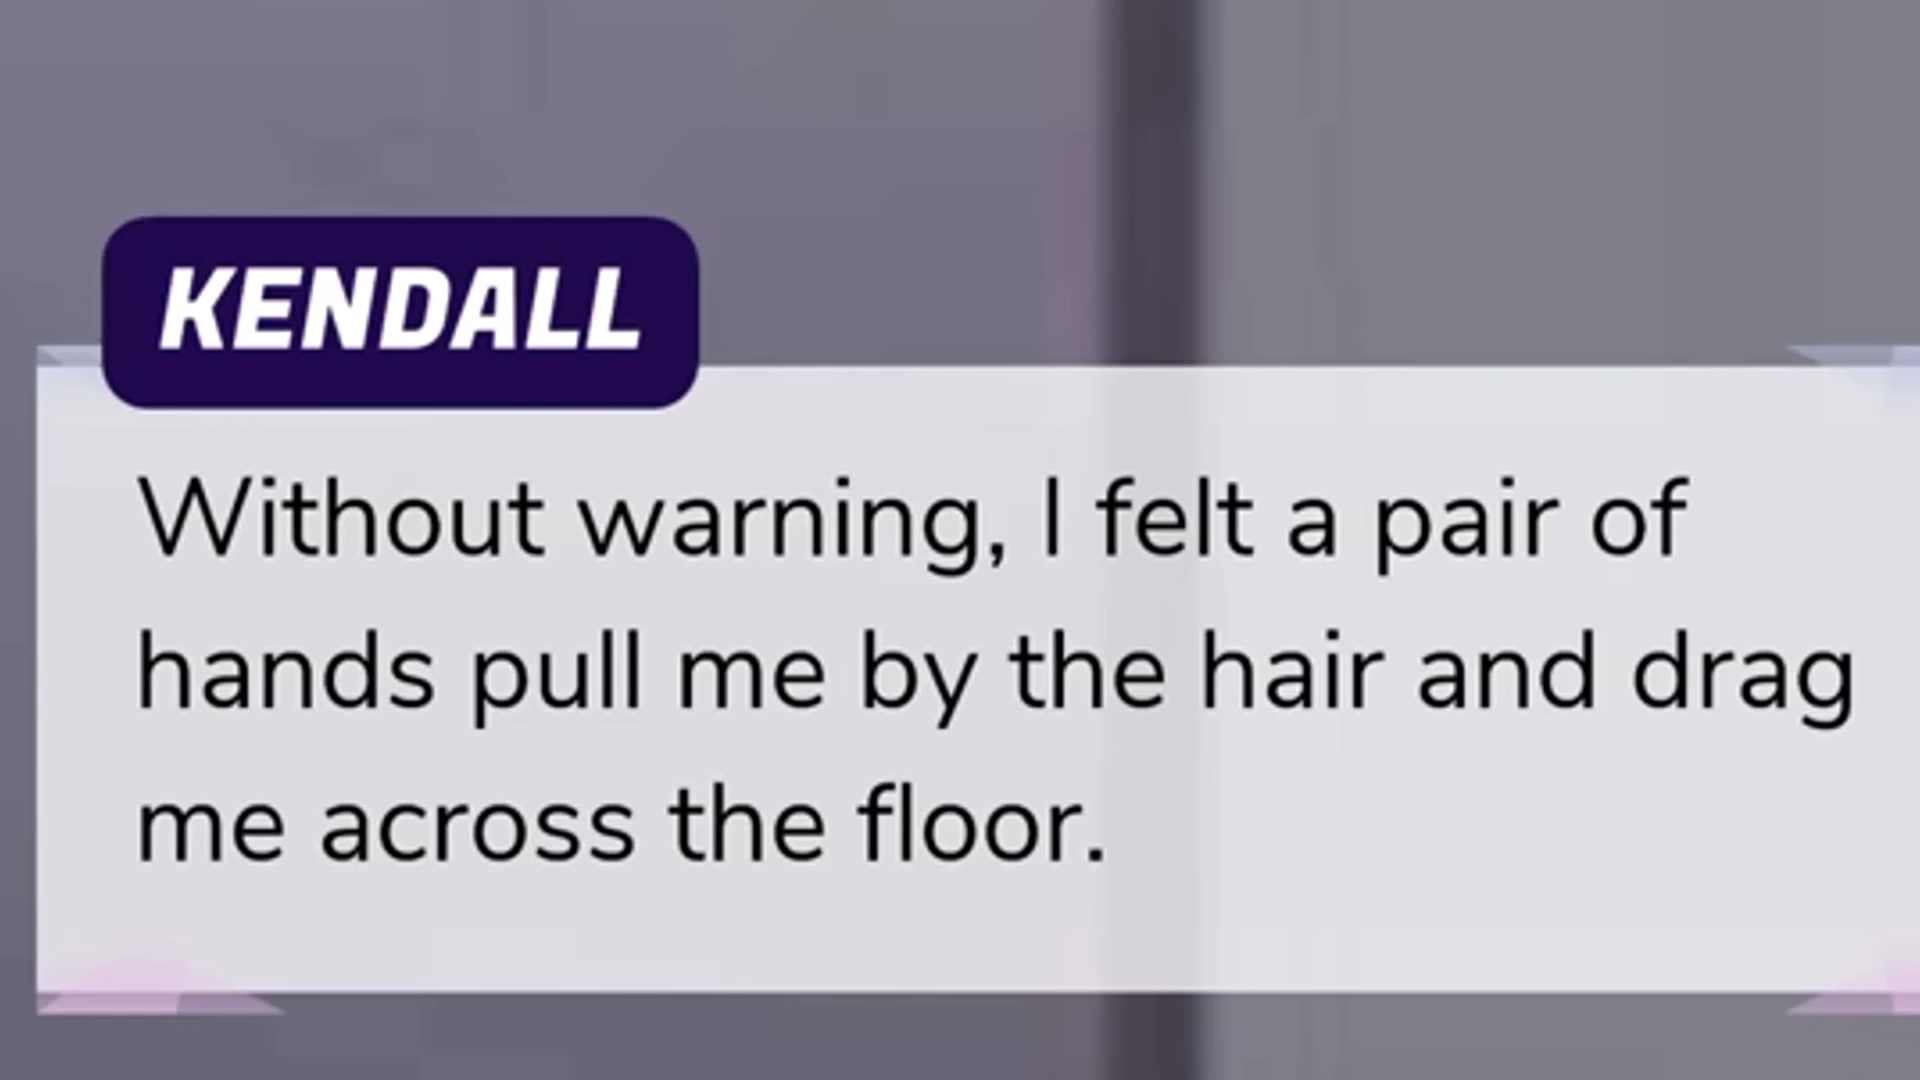 KENDALL
Without warning, I felt a pair of
hands pull me by the hair and drag
me across the floor.